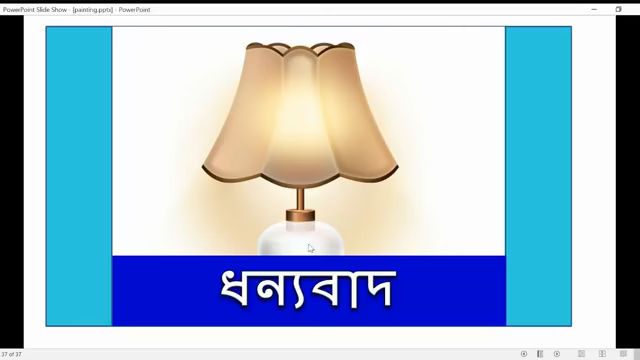 PowerPoint Slide Show - [painting.pptx] - PowerPoint
ধন্যবাদ
37 of 37